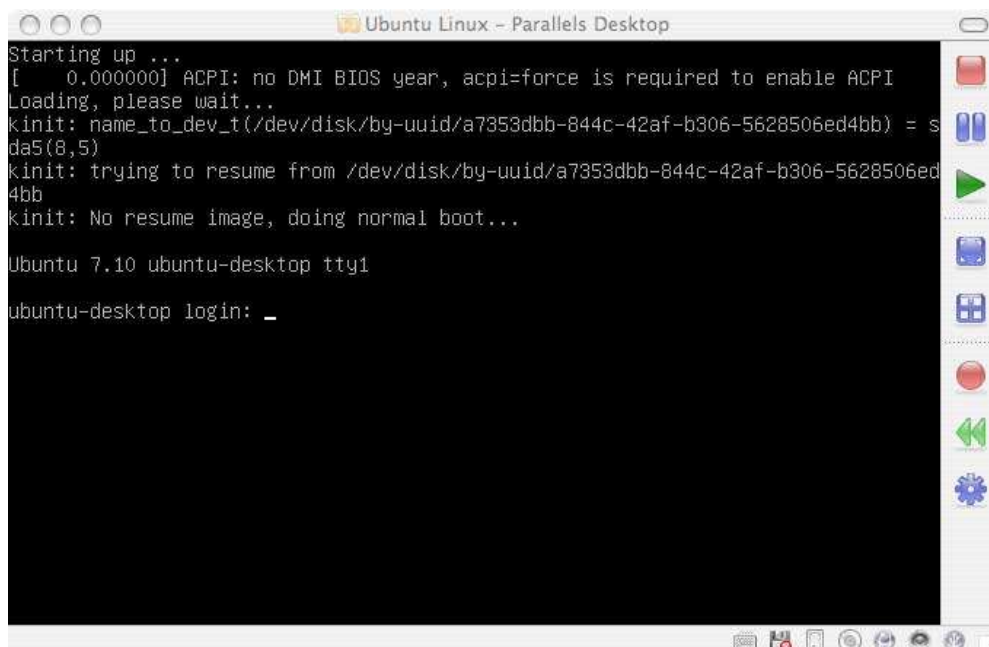 Ubuntu Linux – Parallels Desktop
Starting up ...
[    0.000000] ACPI: no DMI BIOS year, acpi=force is required to enable ACPI
Loading, please wait...
kinit: name_to_dev_t(/dev/disk/by-uuid/a7353dbb-844c-42af-b306-5628506ed4bb) = s
da5(8,5)
kinit: trying to resume from /dev/disk/by-uuid/a7353dbb-844c-42af-b306-5628506ed
4bb
kinit: No resume image, doing normal boot...
Ubuntu 7.10 ubuntu-desktop tty1
ubuntu-desktop login: _